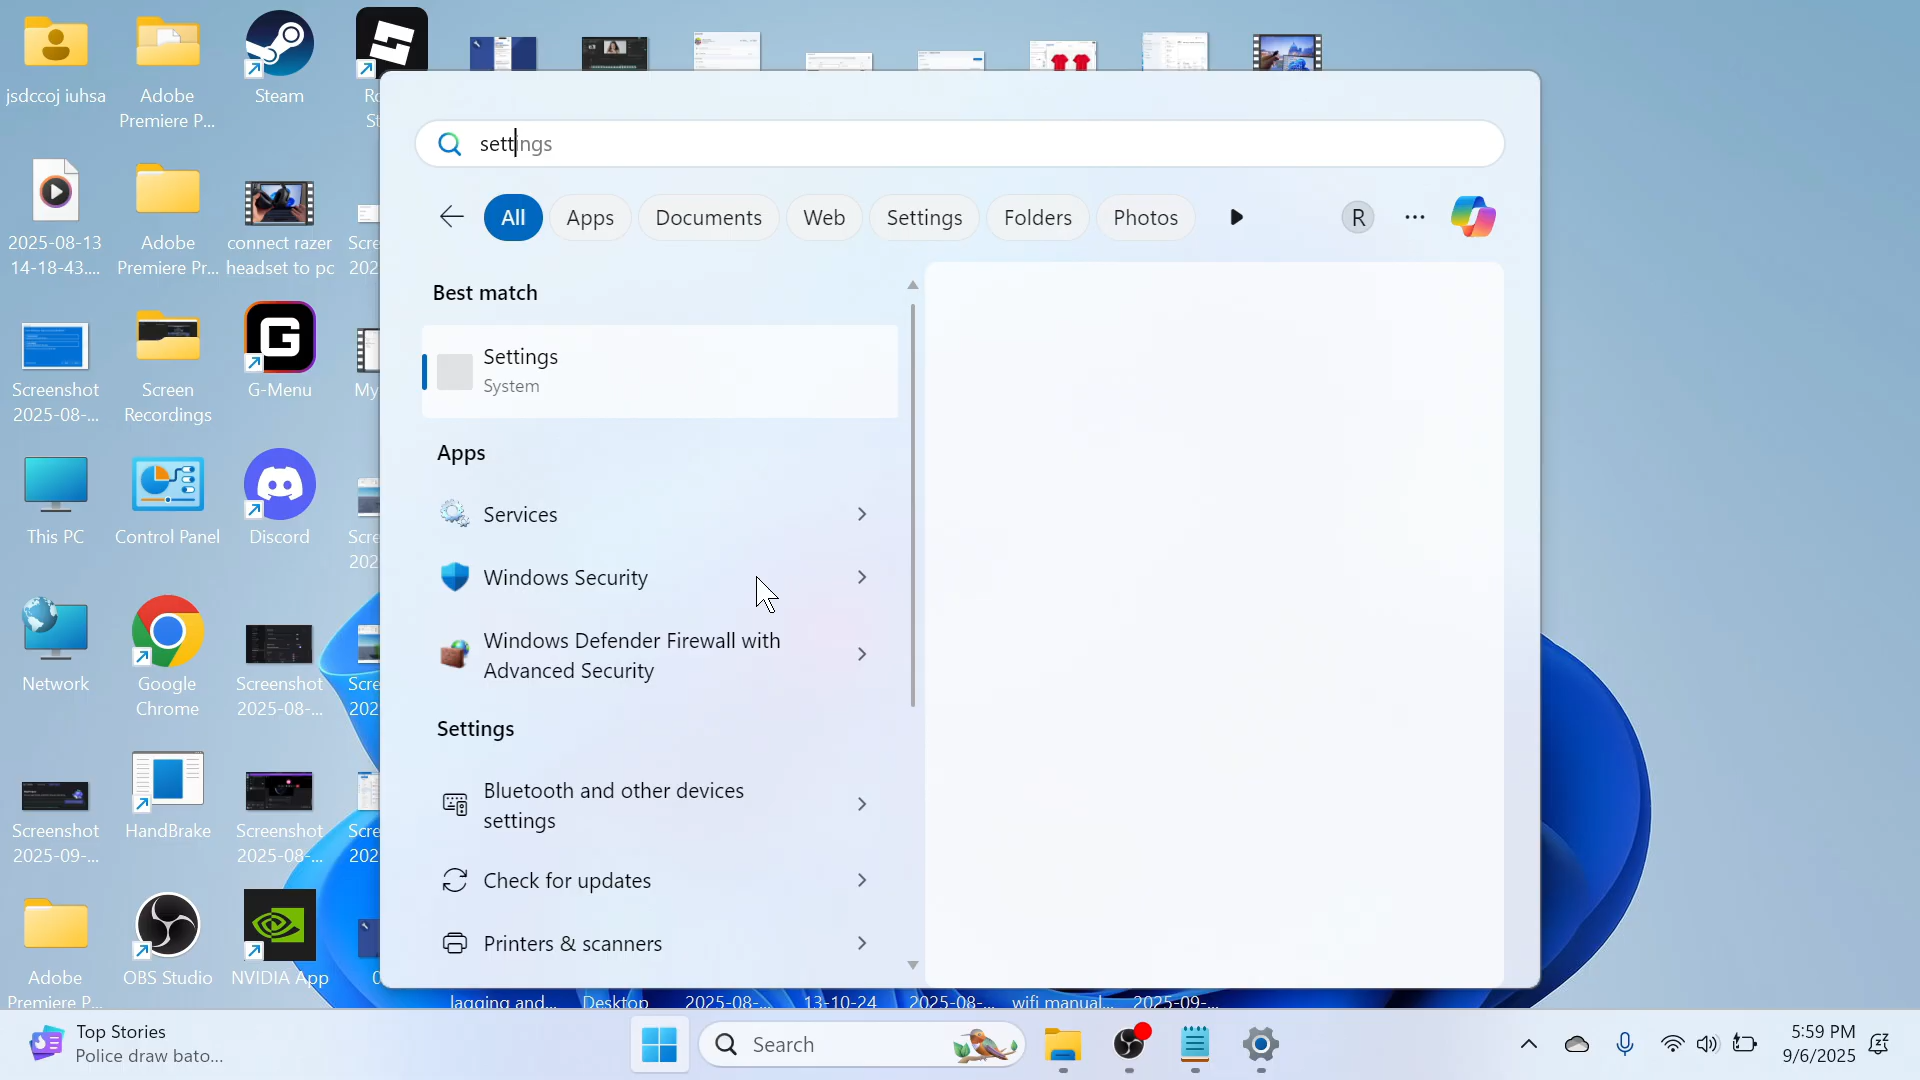 jsdccoj iuhsa
Adobe
Premiere P...
Steam
settings
All
Apps
Documents
Web
Settings
Folders
Photos
R
Best match
Settings
System
Apps
Services
Windows Security
Windows Defender Firewall with
Advanced Security
Settings
Bluetooth and other devices
settings
Check for updates
Printers & scanners
2025-08-13
14-18-43....
Adobe
Premiere Pr...
connect razer
headset to pc
Screenshot
2025-08-...
Screen
Recordings
G-Menu
My
This PC
Control Panel
Discord
Network
Google
Chrome
Screenshot
2025-08-...
Screenshot
2025-09-...
HandBrake
Screenshot
2025-08-...
Adobe
Premiere P...
OBS Studio
NVIDIA App
lagging and...
Desktop
2025-08-...
13-10-24
2025-08-...
wifi manual...
2025-09-...
Top Stories
Police draw bato...
Search
5:59 PM
9/6/2025